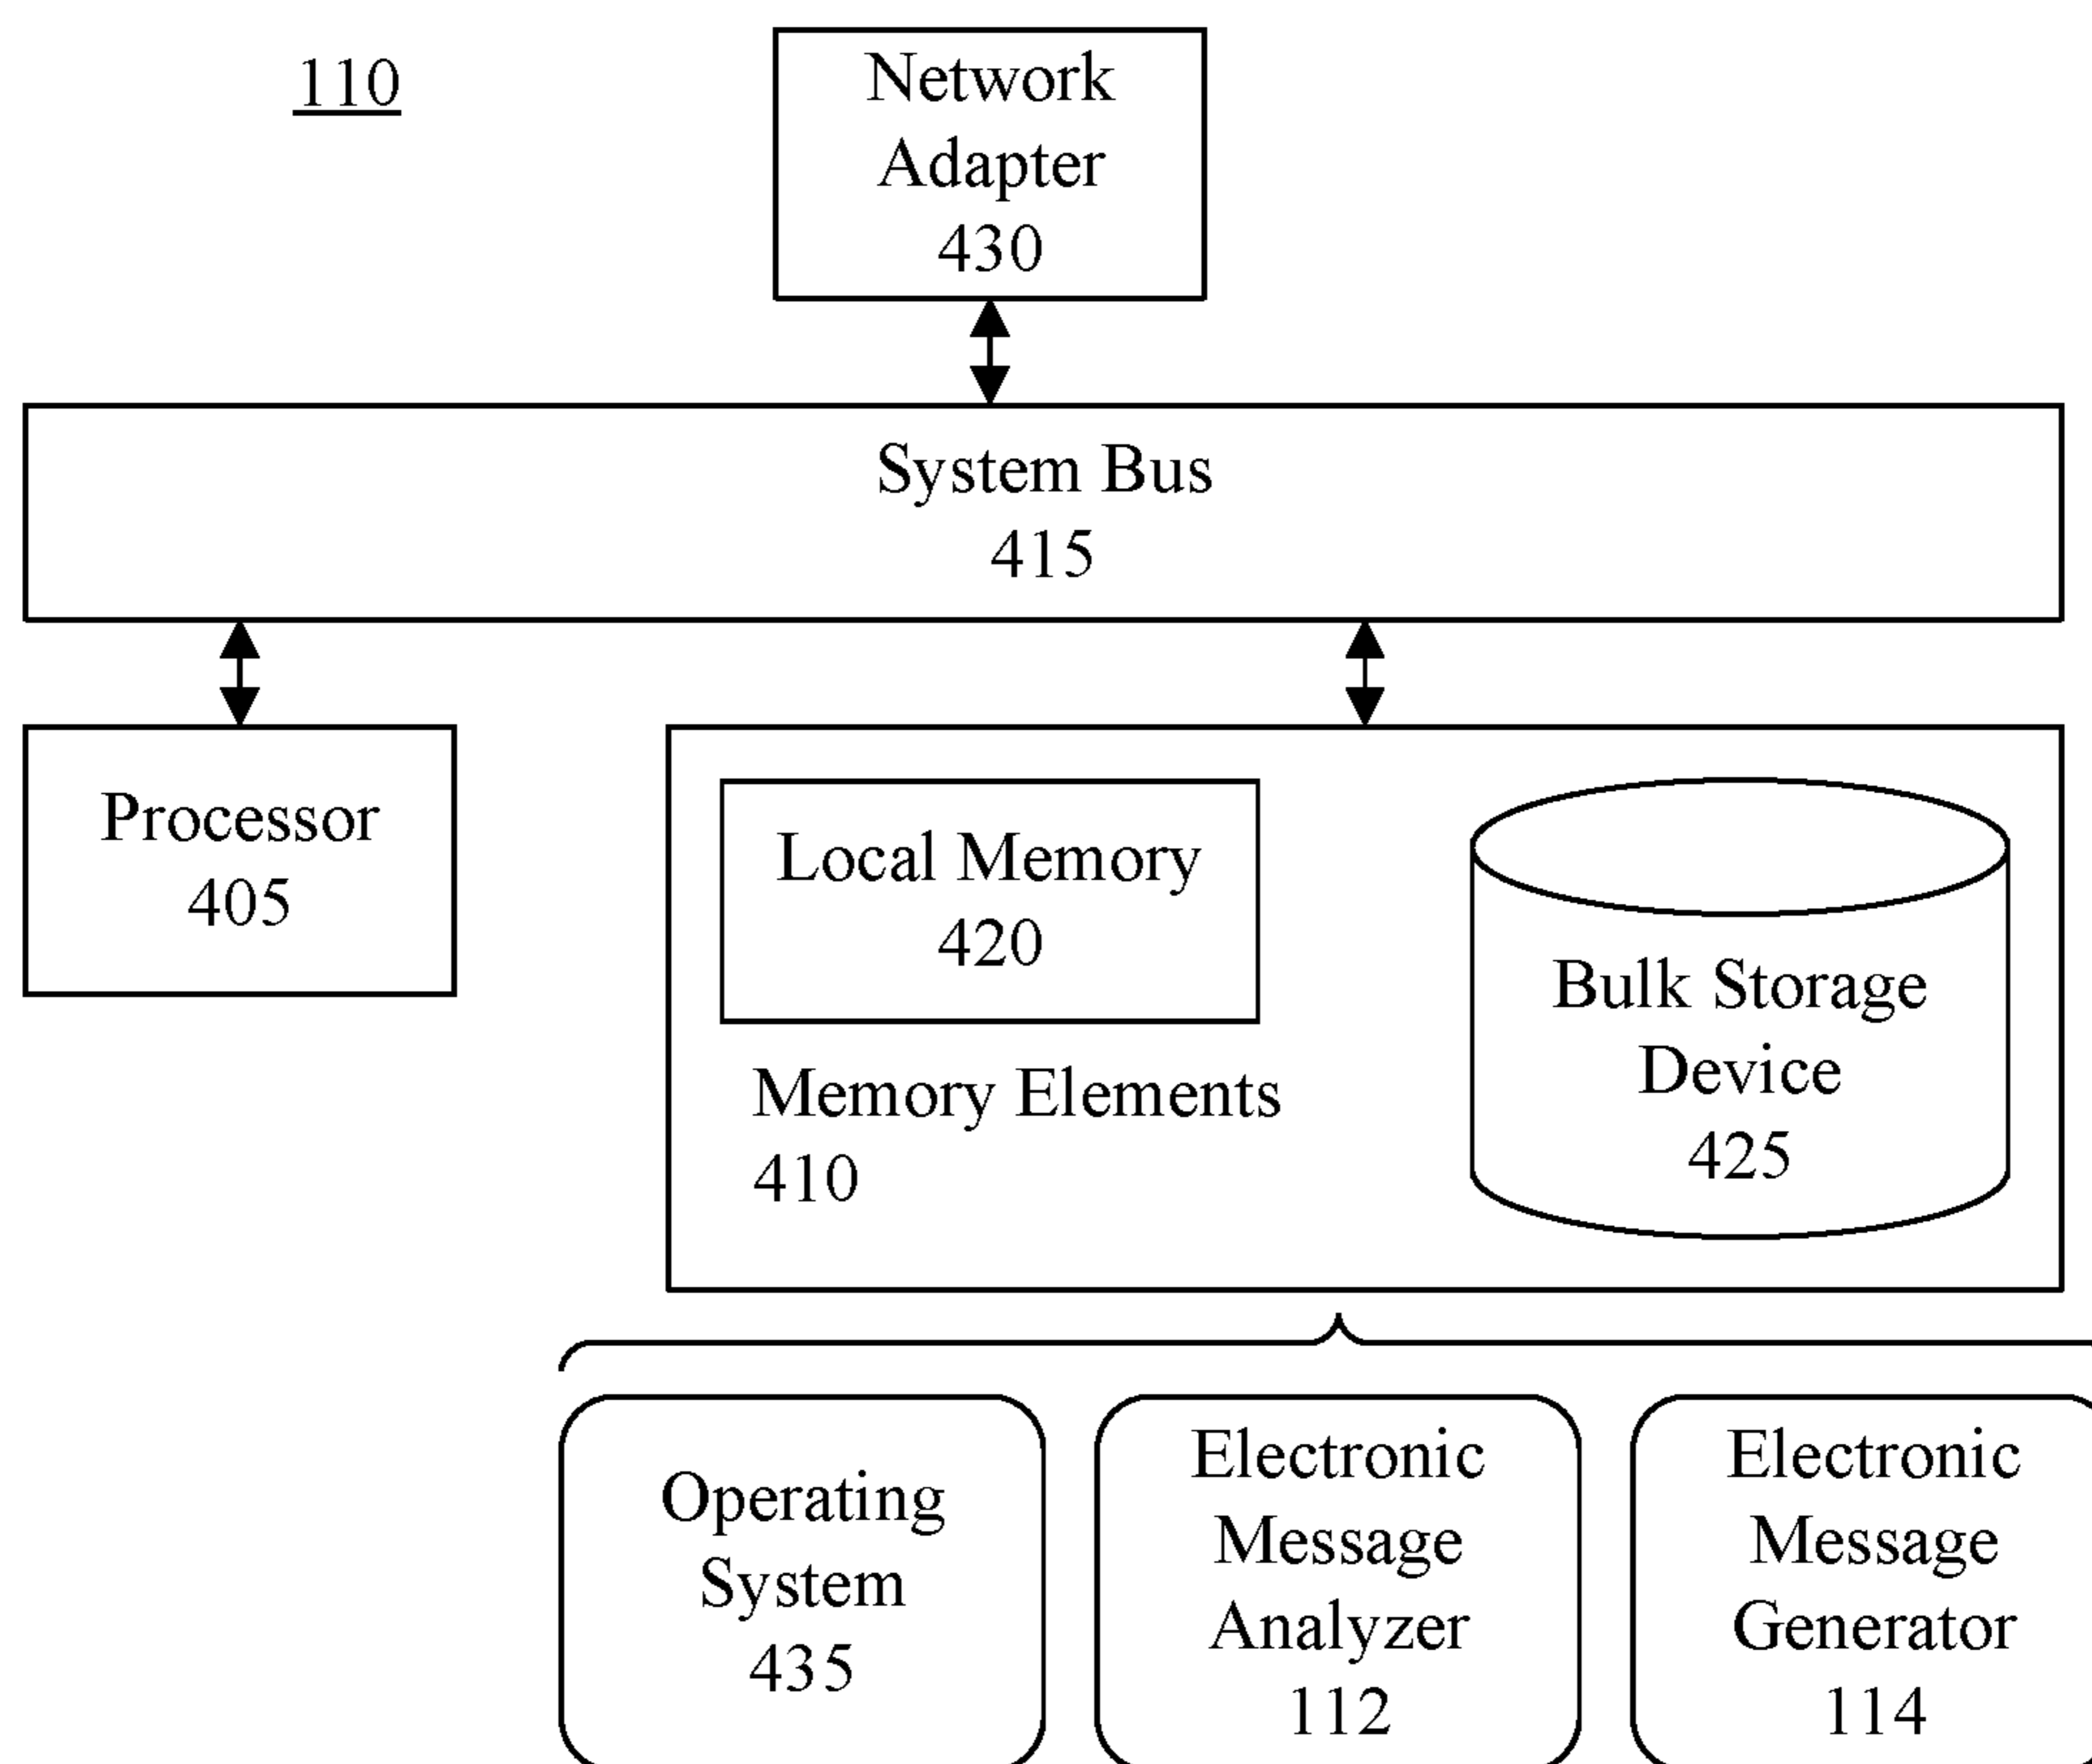 110
Network
Adapter
430
System Bus
415
Processor
405
Local Memory
420
Memory Elements
410
Bulk Storage
Device
425
Operating
System
435
Electronic
Message
Analyzer
112
Electronic
Message
Generator
114